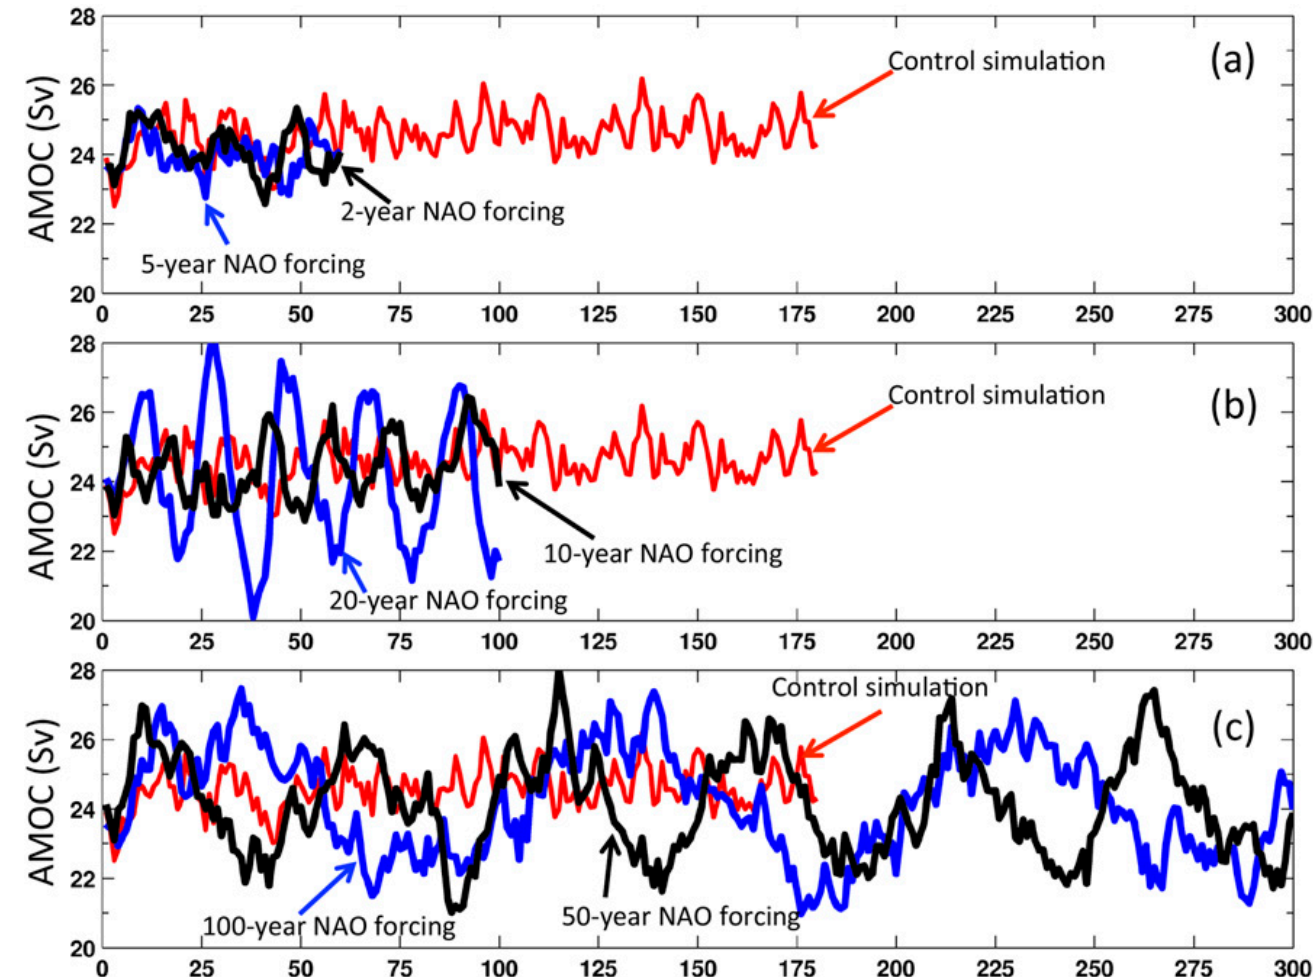 28
(a)
Control simulation
26
24
AMOC (Sv)
2-year NAO forcing
22
5-year NAO forcing
20
0 25 50 75 100 125 150 175 200 225 250 275 300
28
(b)
Control simulation
26
24
AMOC (Sv)
10-year NAO forcing
22
20-year NAO forcing
20
0 25 50 75 100 125 150 175 200 225 250 275 300
28
Control simulation
(c)
26
24
AMOC (Sv)
22
50-year NAO forcing
100-year NAO forcing
20
0 25 50 75 100 125 150 175 200 225 250 275 300